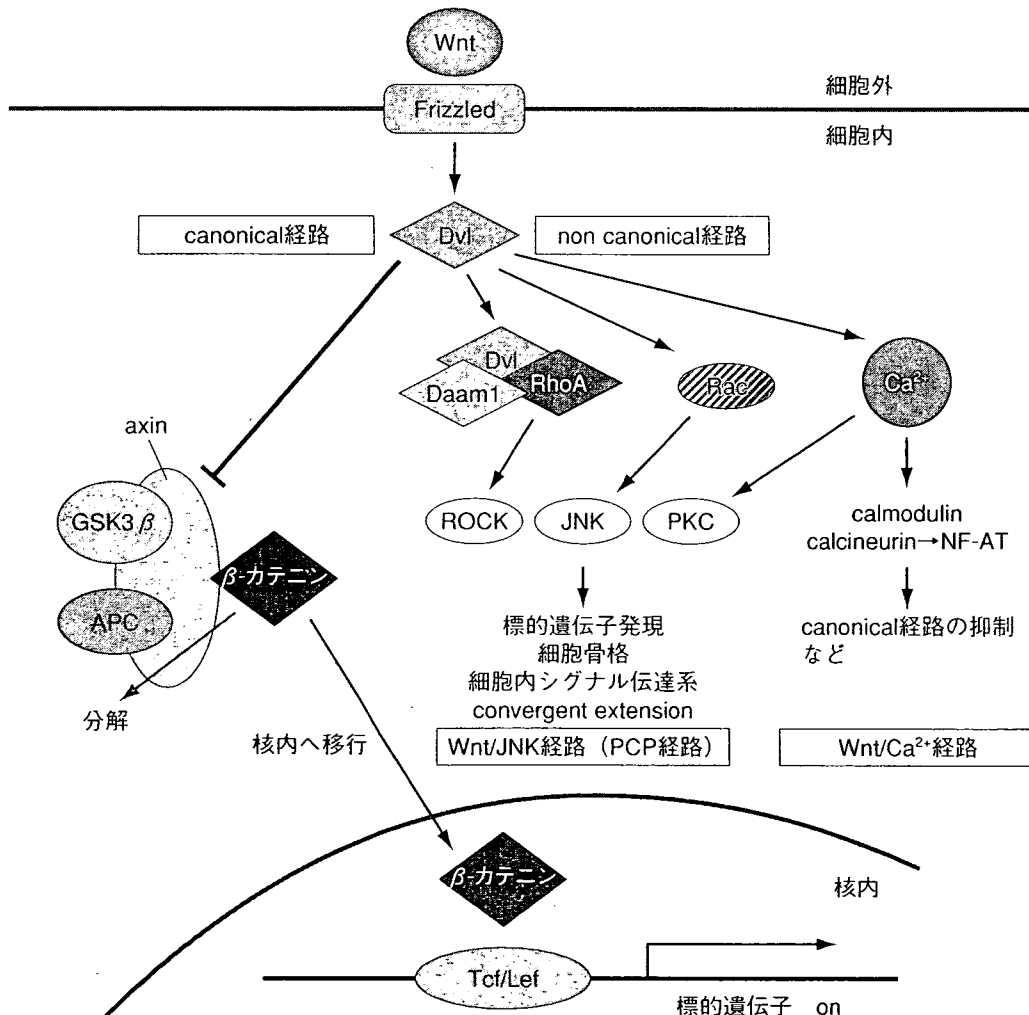 Wnt
細胞外
Frizzled
細胞内
canonical経路
Dvl
non canonical経路
Dvl
Daam1
RhoA
Rac
Ca²⁺
axin
GSK3β
APC
β-カテニン
ROCK
JNK
PKC
calmodulin
calcineurin→NF-AT
標的遺伝子発現
細胞骨格
細胞内シグナル伝達系
convergent extension
canonical経路の抑制
など
分解
核内へ移行
Wnt/JNK経路（PCP経路）
Wnt/Ca²⁺経路
β-カテニン
核内
Tcf/Lef
標的遺伝子 on